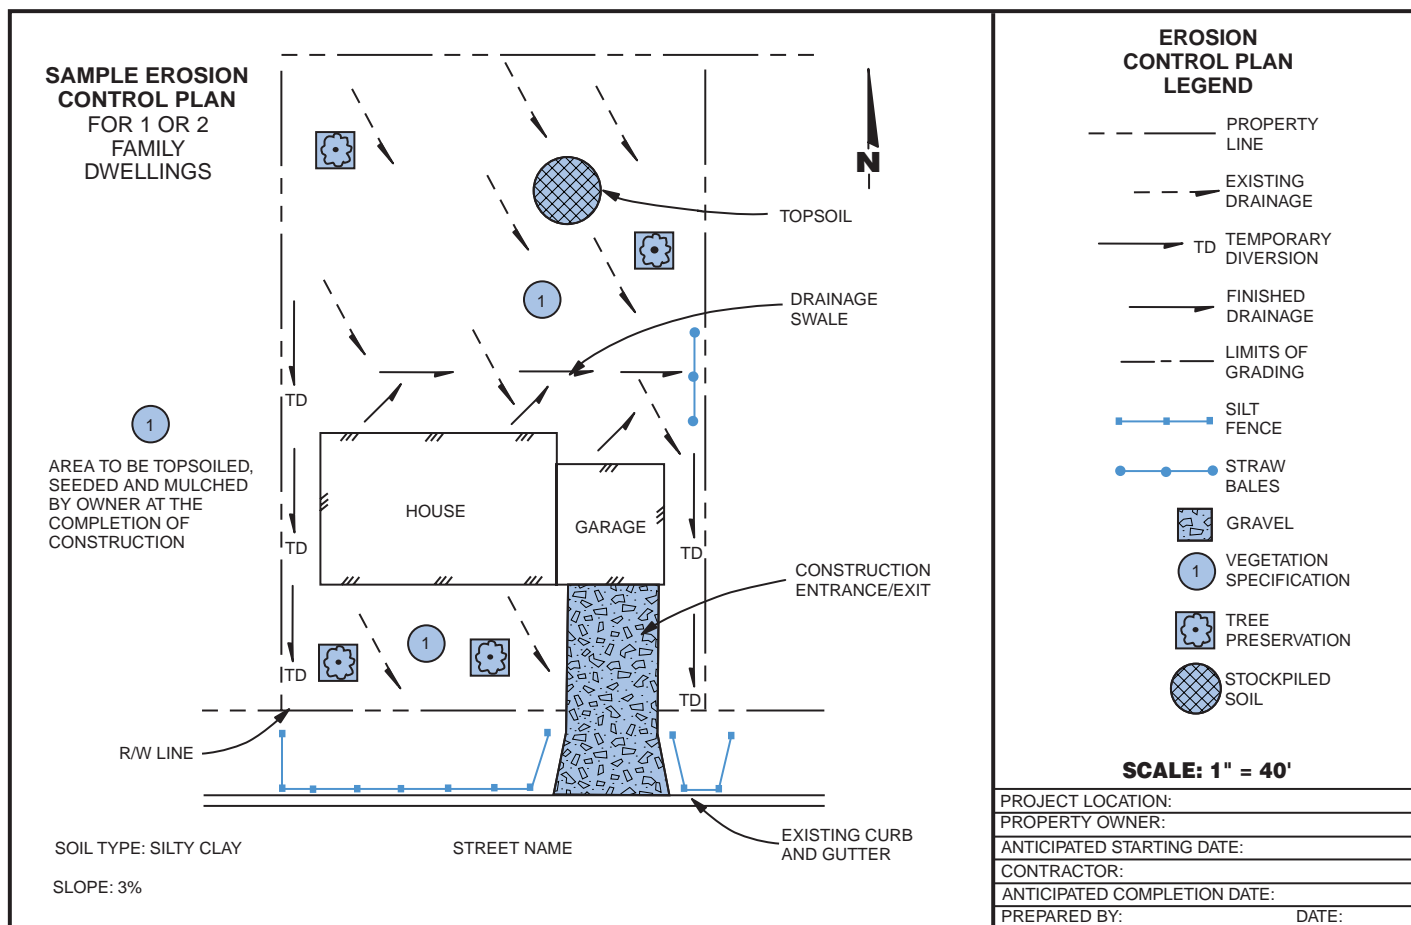 SAMPLE EROSION
CONTROL PLAN
FOR 1 OR 2
FAMILY
DWELLINGS
N
TOPSOIL
1
DRAINAGE
SWALE
TD
TD
TD
1
AREA TO BE TOPSOILED,
SEEDED AND MULCHED
BY OWNER AT THE
COMPLETION OF
CONSTRUCTION
HOUSE
GARAGE
TD
TD
CONSTRUCTION
ENTRANCE/EXIT
1
R/W LINE
EXISTING CURB
AND GUTTER
SOIL TYPE: SILTY CLAY
STREET NAME
SLOPE: 3%
EROSION
CONTROL PLAN
LEGEND
PROPERTY
LINE
EXISTING
DRAINAGE
TD TEMPORARY
DIVERSION
FINISHED
DRAINAGE
LIMITS OF
GRADING
SILT
FENCE
STRAW
BALES
GRAVEL
1 VEGETATION
SPECIFICATION
TREE
PRESERVATION
STOCKPILED
SOIL
SCALE: 1" = 40'
PROJECT LOCATION:
PROPERTY OWNER:
ANTICIPATED STARTING DATE:
CONTRACTOR:
ANTICIPATED COMPLETION DATE:
PREPARED BY: DATE: